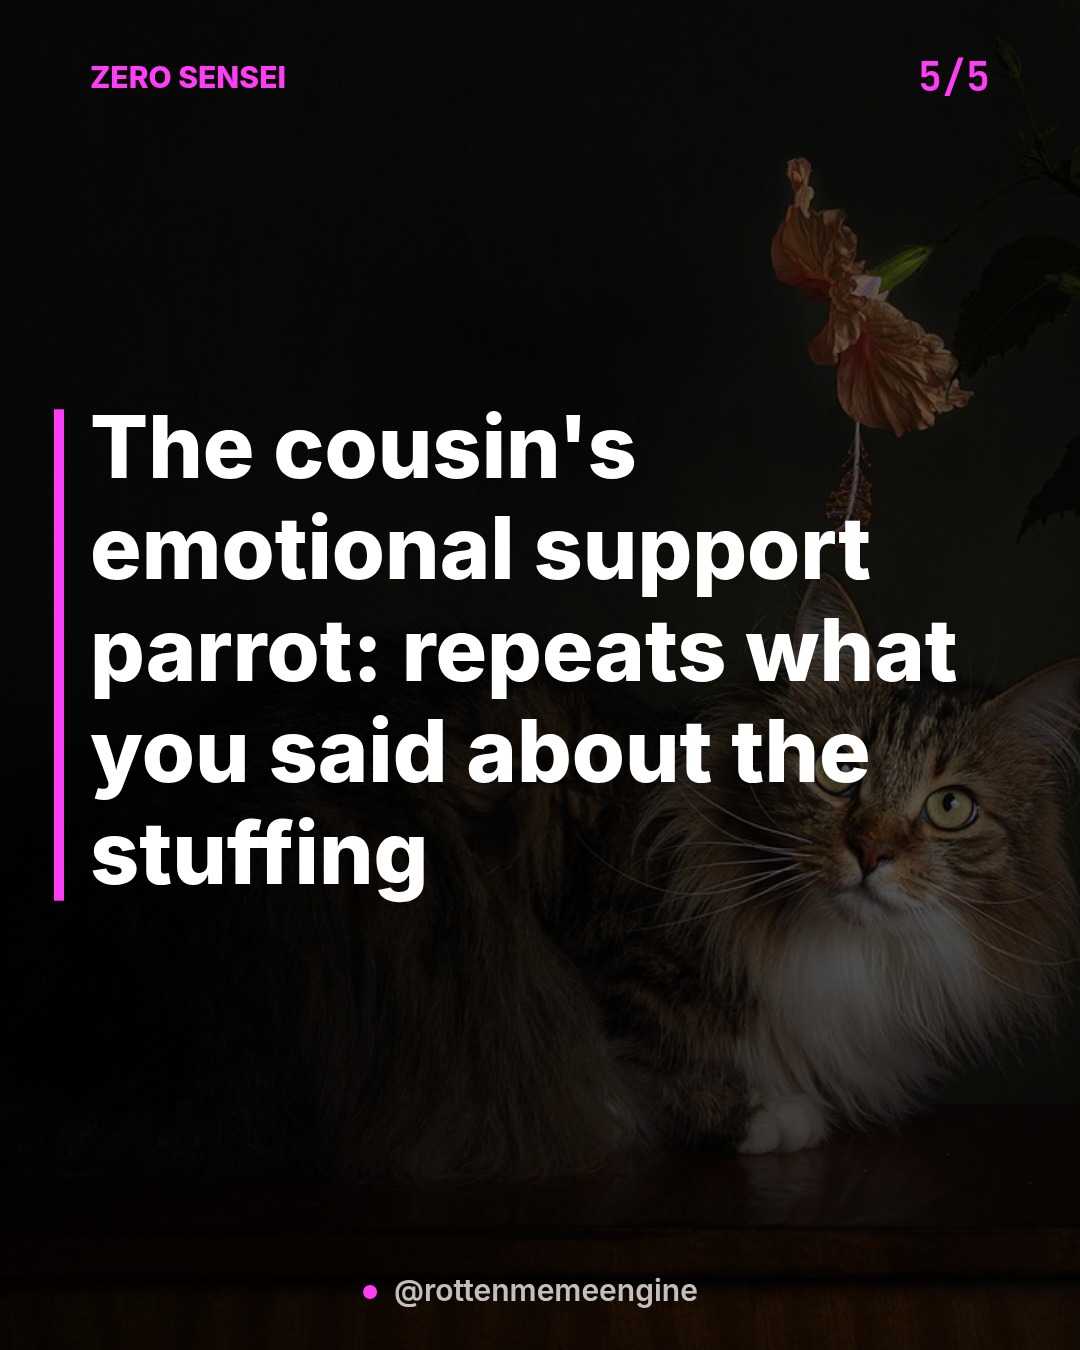 ZERO SENSEI
5/5
The cousin's
emotional support
parrot: repeats what
you said about the
stuffing
@rottenmemeengine